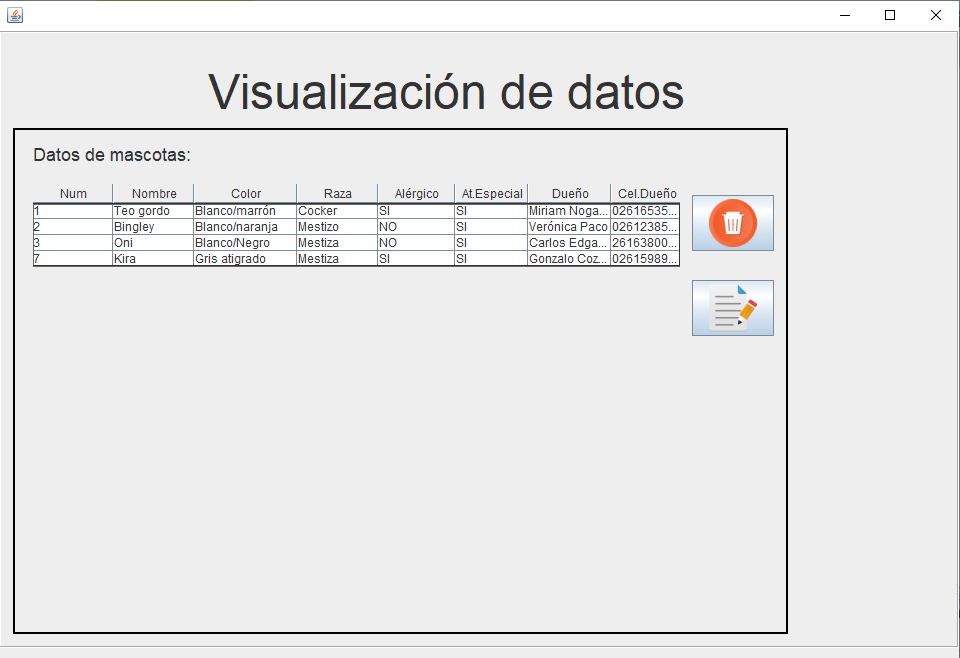 Visualización de datos
Datos de mascotas:
Num Nombre Color Raza Alérgico At.Especial Dueño Cel.Dueño
1 Teo gordo Blanco/marrón Cocker SI SI Miriam Noga... 02616535...
2 Bingley Blanco/naranja Mestizo NO SI Verónica Paco 02612385...
3 Oni Blanco/Negro Mestiza NO SI Carlos Edga... 26163800...
7 Kira Gris atigrado Mestiza SI SI Gonzalo Coz... 02615989...